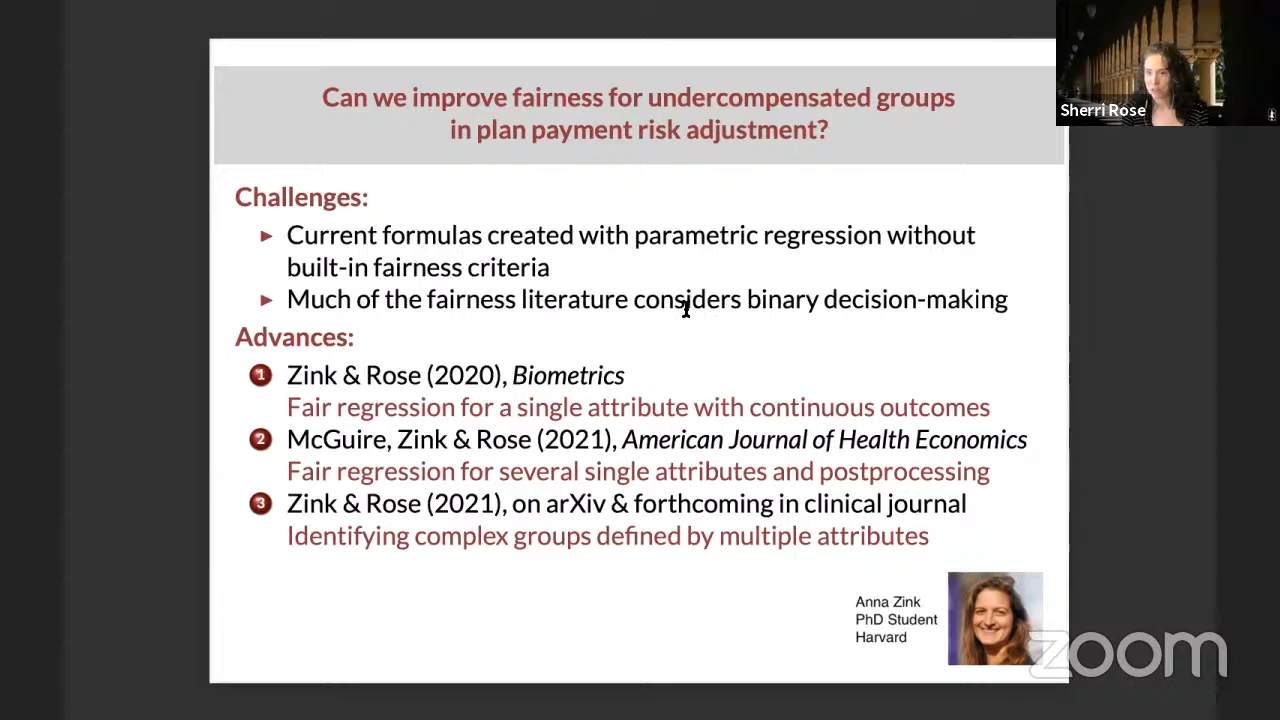 Can we improve fairness for undercompensated groups
in plan payment risk adjustment?
Sherri Rose
Challenges:
► Current formulas created with parametric regression without
built-in fairness criteria
► Much of the fairness literature considers binary decision-making
Advances:
1 Zink & Rose (2020), Biometrics
Fair regression for a single attribute with continuous outcomes
2 McGuire, Zink & Rose (2021), American Journal of Health Economics
Fair regression for several single attributes and postprocessing
3 Zink & Rose (2021), on arXiv & forthcoming in clinical journal
Identifying complex groups defined by multiple attributes
Anna Zink
PhD Student
Harvard
zoom